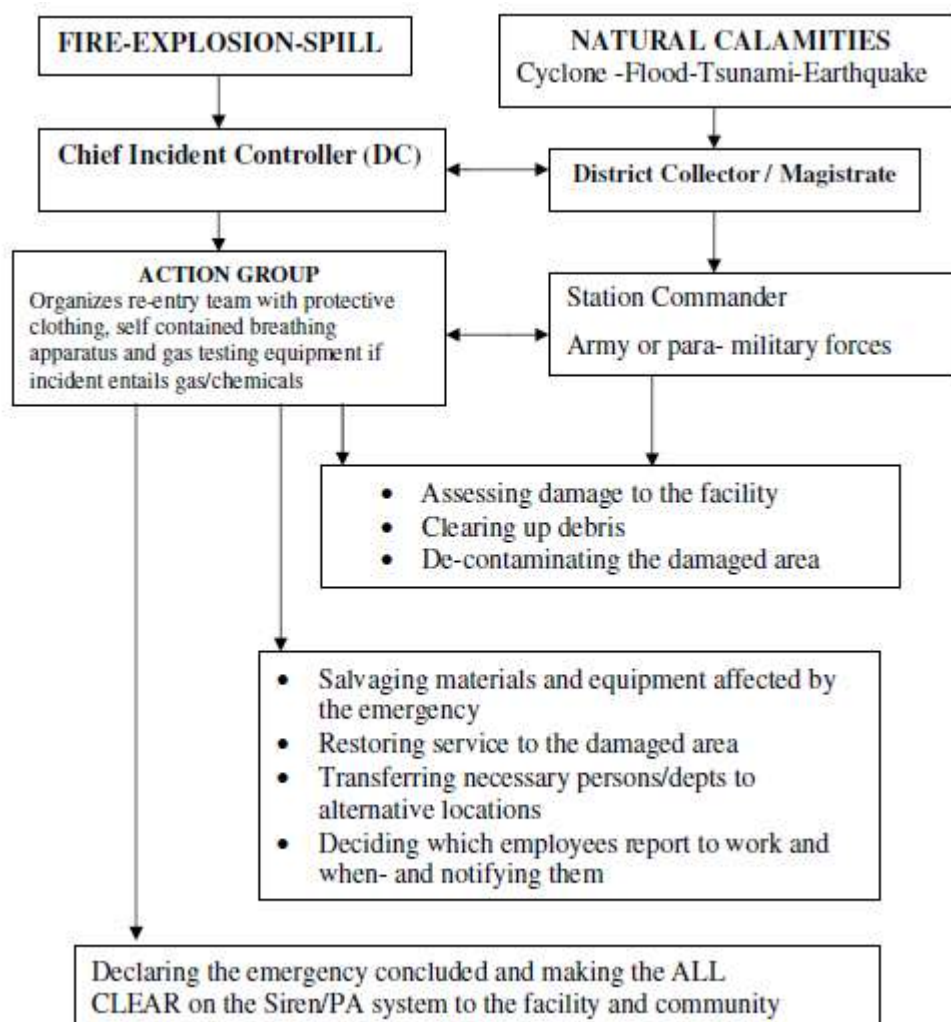 FIRE-EXPLOSION-SPILL
NATURAL CALAMITIES
Cyclone -Flood-Tsunami-Earthquake
Chief Incident Controller (DC)
District Collector / Magistrate
ACTION GROUP
Organizes re-entry team with protective
clothing, self contained breathing
apparatus and gas testing equipment if
incident entails gas/chemicals
Station Commander
Army or para- military forces
• Assessing damage to the facility
• Clearing up debris
• De-contaminating the damaged area
• Salvaging materials and equipment affected by
the emergency
• Restoring service to the damaged area
• Transferring necessary persons/depts to
alternative locations
• Deciding which employees report to work and
when- and notifying them
Declaring the emergency concluded and making the ALL
CLEAR on the Siren/PA system to the facility and community